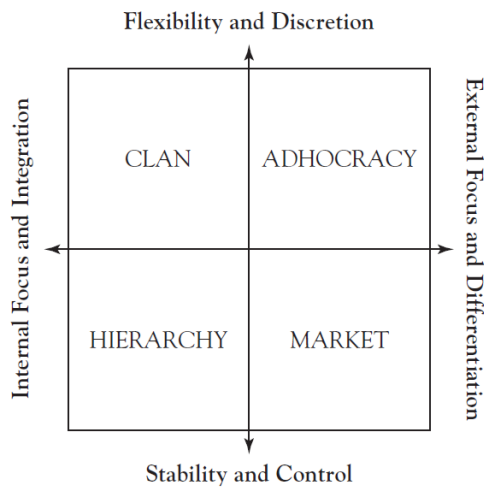 Flexibility and Discretion
Internal Focus and Integration
CLAN
ADHOCRACY
External Focus and Differentiation
HIERARCHY
MARKET
Stability and Control